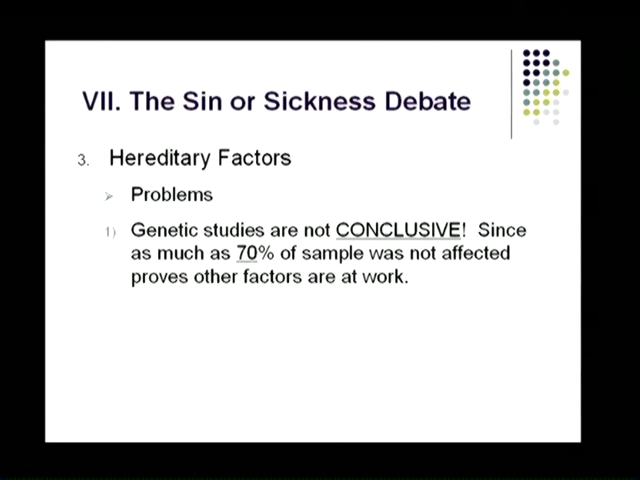 VII. The Sin or Sickness Debate
3. Hereditary Factors
Problems
1) Genetic studies are not CONCLUSIVE! Since
as much as 70% of sample was not affected
proves other factors are at work.